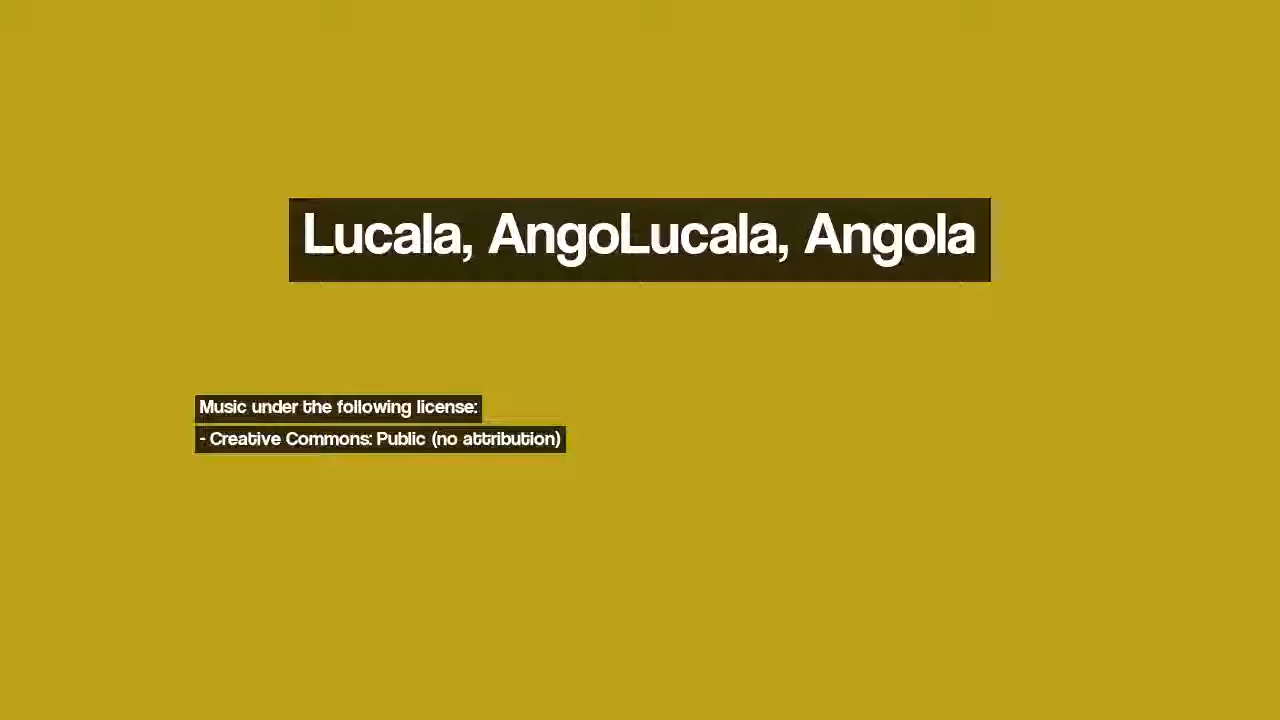 Lucala, AngoLucala, Angola
Music under the following license:
- Creative Commons: Public (no attribution)